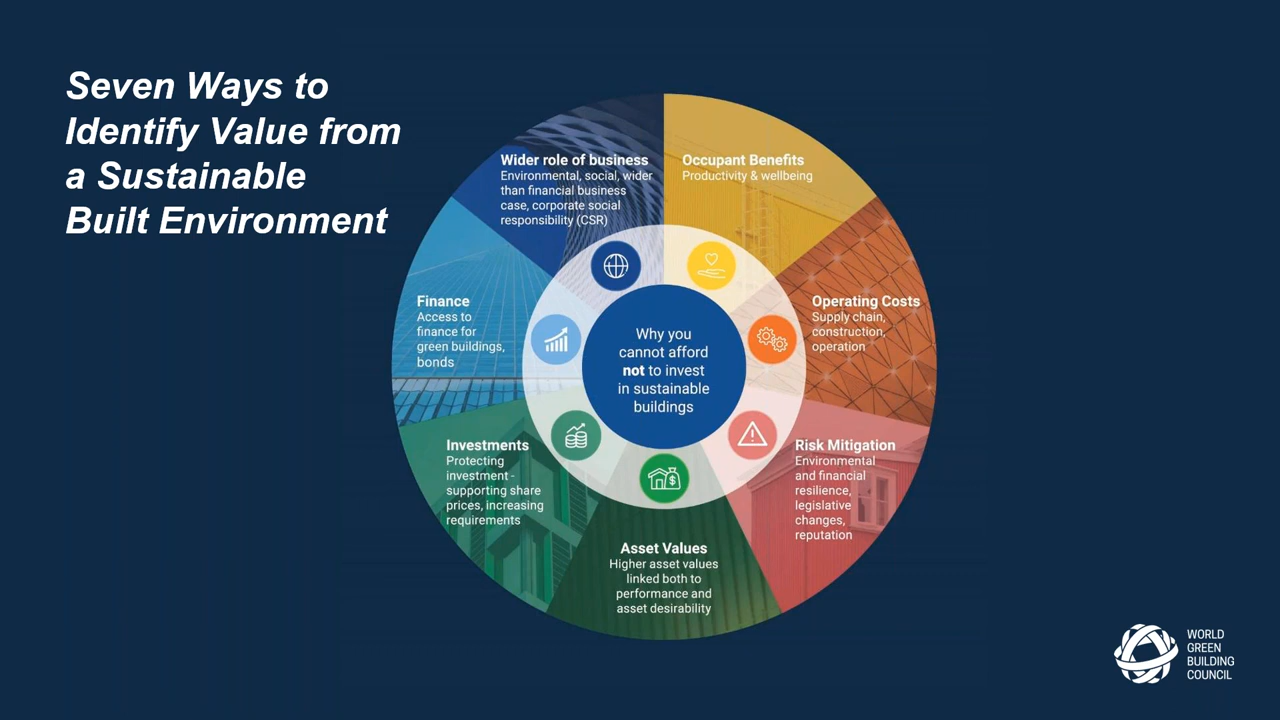 Seven Ways to
Identify Value from
a Sustainable
Built Environment
Wider role of business
Environmental, social, wider
than financial business
case, corporate social
responsibility (CSR)
Occupant Benefits
Productivity & wellbeing
Operating Costs
Supply chain,
construction,
operation
Risk Mitigation
Environmental
and financial
resilience,
legislative
changes,
reputation
Asset Values
Higher asset values
linked both to
performance and
asset desirability
Investments
Protecting
investment -
supporting share
prices, increasing
requirements
Finance
Access to
finance for
green buildings,
bonds
Why you
cannot afford
not to invest
in sustainable
buildings
$
WORLD
GREEN
BUILDING
COUNCIL